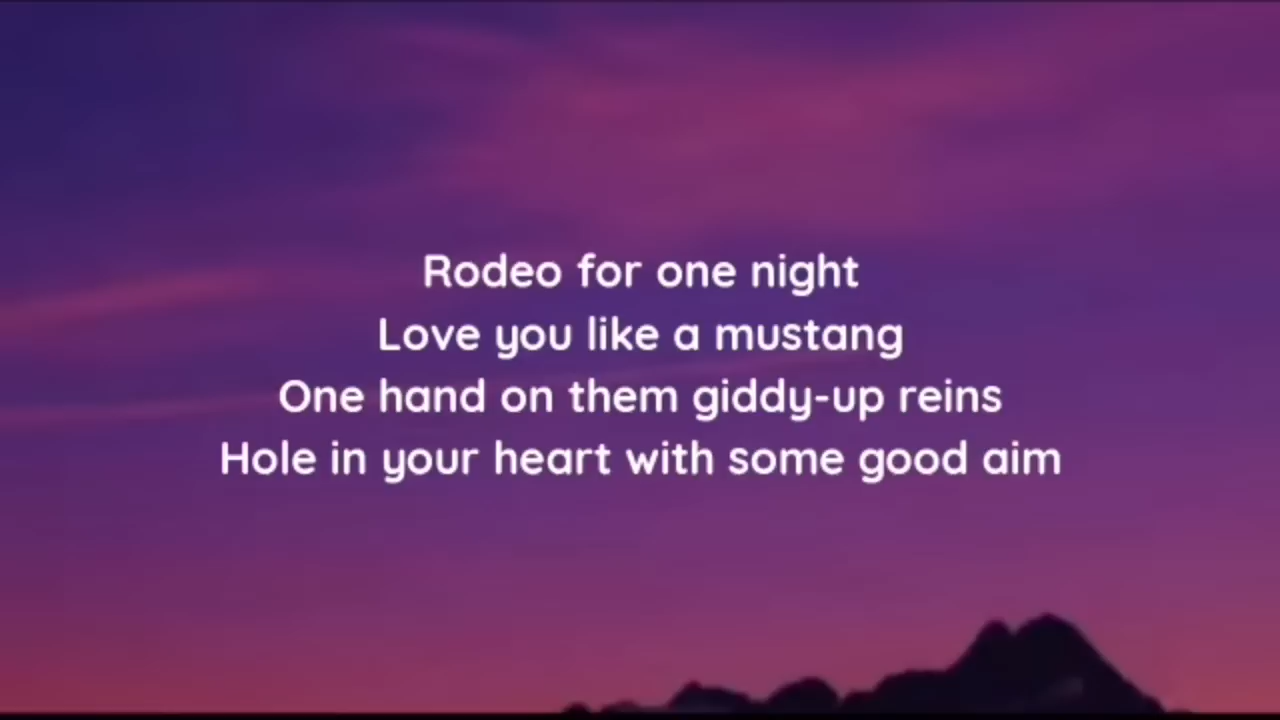 Rodeo for one night
Love you like a mustang
One hand on them giddy-up reins
Hole in your heart with some good aim